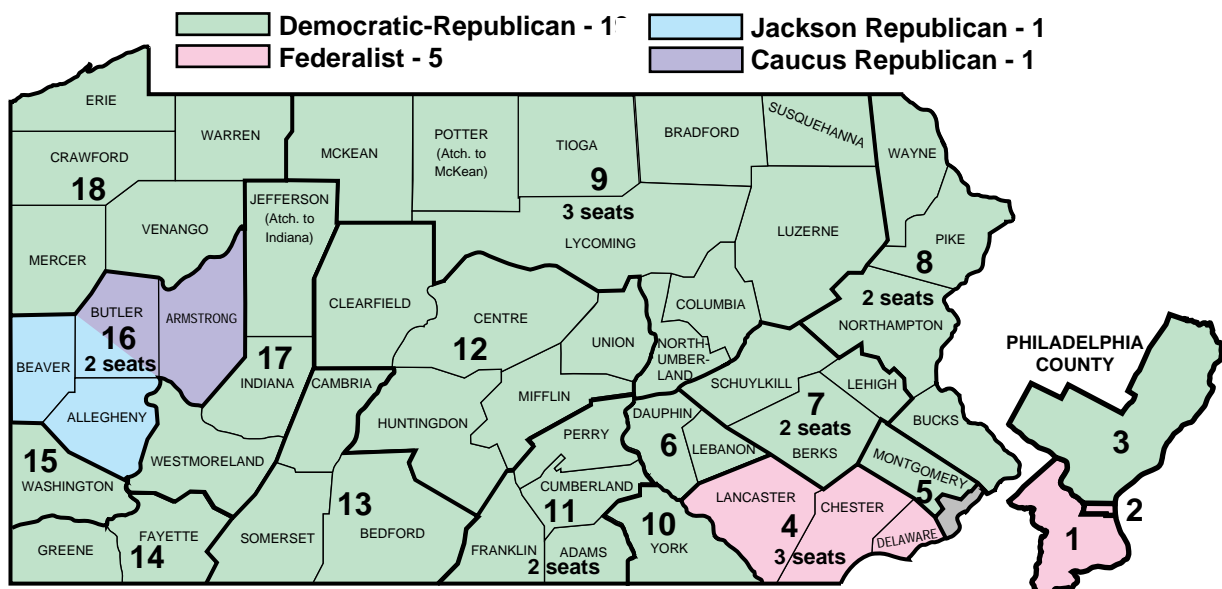 Democratic-Republican - 1
Federalist - 5
Jackson Republican - 1
Caucus Republican - 1
ERIE
WARREN
CRAWFORD
18
MCKEAN
POTTER
(Atch. to
McKean)
TIOGA
9
3 seats
BRADFORD
SUSQUEHANNA
WAYNE
JEFFERSON
(Atch. to
Indiana)
VENANGO
MERCER
LYCOMING
LUZERNE
PIKE
8
2 seats
CLEARFIELD
CENTRE
12
UNION
COLUMBIA
NORTH-
UMBER-
LAND
NORTHAMPTON
BUTLER
16
2 seats
ARMSTRONG
BEAVER
ALLEGHENY
17
INDIANA
CAMBRIA
HUNTINGDON
MIFFLIN
SCHUYLKILL
LEHIGH
7
2 seats
BERKS
BUCKS
PHILADELPHIA
COUNTY
3
2
1
WESTMORELAND
15
WASHINGTON
PERRY
DAUPHIN
6
LEBANON
MONTGOMERY
5
CUMBERLAND
11
LANCASTER
4
3 seats
CHESTER
DELAWARE
GREENE
FAYETTE
14
SOMERSET
13
BEDFORD
FRANKLIN
2 seats
ADAMS
10
YORK